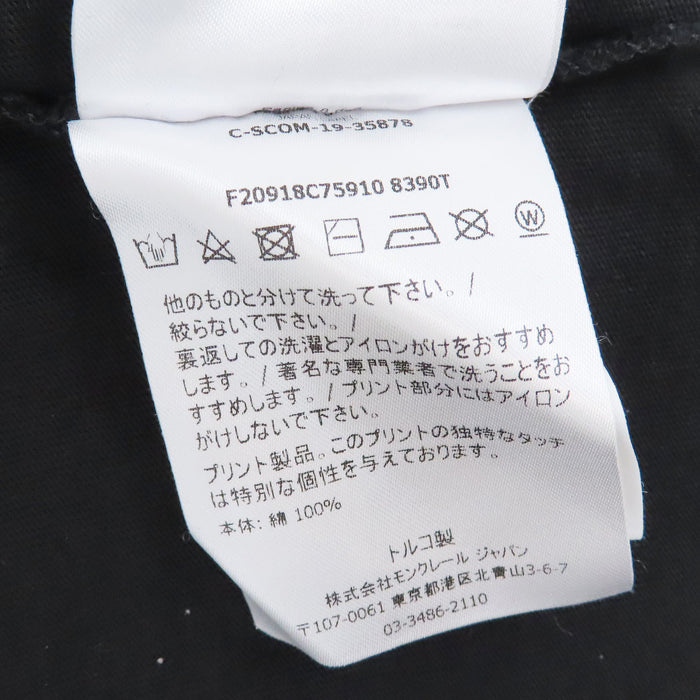 C-SCOM-19-35878
F20918C75910 8390T
W
他のものと分けて洗って下さい。/
絞らないで下さい。/
裏返しての洗濯とアイロンがけをおすすめ
します。/著名な専門業者で洗うことをお
すすめします。/プリント部分にはアイロン
がけしないで下さい。
プリント製品。このプリントの独特なタッチ
は特別な個性を与えております。
本体: 綿 100%
トルコ製
株式会社モンクレール ジャパン
〒107-0061 東京都港区北青山3-6-7
03-3486-2110